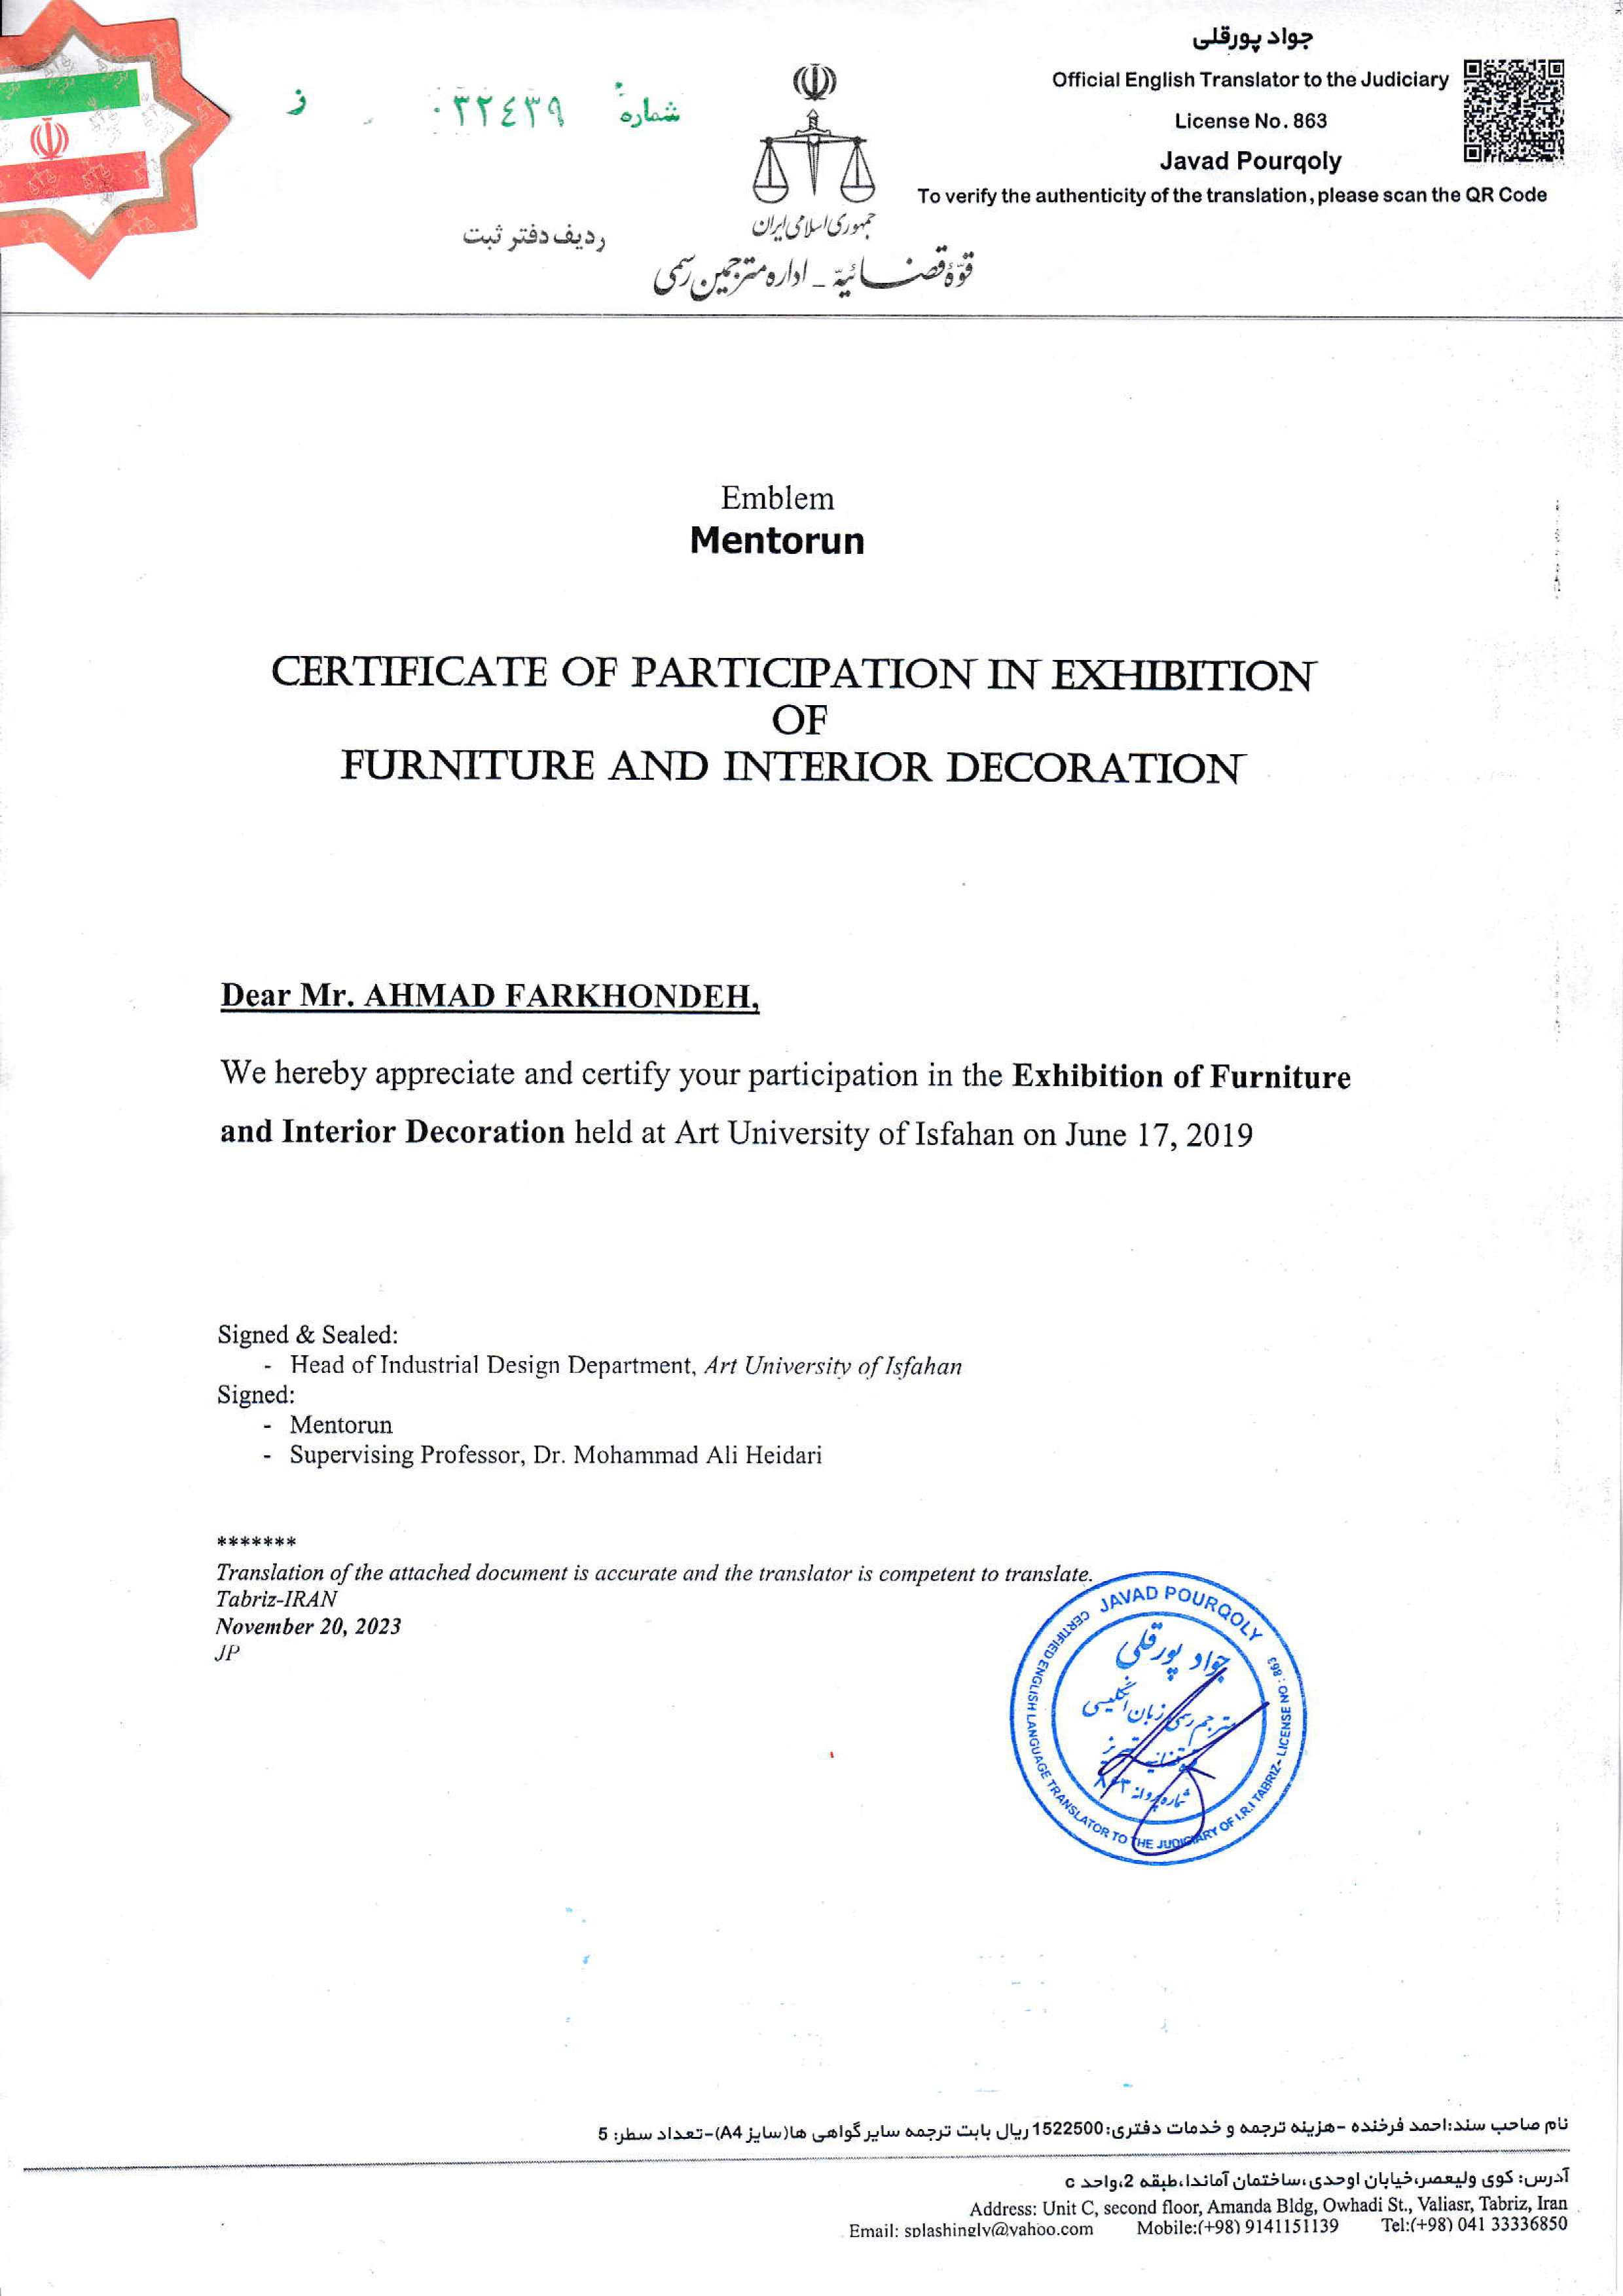 جواد پورقلی
Official English Translator to the Judiciary
License No. 863
Javad Pourqoly
To verify the authenticity of the translation, please scan the QR Code
شماره ۰۳۲٤۳۹ ز
ردیف دفتر ثبت
جمهوری اسلامی ایران
قوّهٔ قضائیّه - اداره مترجمین رسمی
Emblem
Mentorun
CERTIFICATE OF PARTICIPATION IN EXHIBITION
OF
FURNITURE AND INTERIOR DECORATION
Dear Mr. AHMAD FARKHONDEH,
We hereby appreciate and certify your participation in the Exhibition of Furniture
and Interior Decoration held at Art University of Isfahan on June 17, 2019
Signed & Sealed:
- Head of Industrial Design Department, Art University of Isfahan
Signed:
- Mentorun
- Supervising Professor, Dr. Mohammad Ali Heidari
*******
Translation of the attached document is accurate and the translator is competent to translate.
Tabriz-IRAN
November 20, 2023
JP
JAVAD POURQOLY
CERTIFIED ENGLISH LANGUAGE TRANSLATOR TO THE JUDICIARY OF I.R.I TABRIZ- LICENSE NO : 863
جواد پورقلی
مترجم رسمی زبان انگلیسی
قوه قضائیه تبریز
شماره پروانه ۸۶۳
نام صاحب سند:احمد فرخنده -هزینه ترجمه و خدمات دفتری:1522500 ریال بابت ترجمه سایر گواهی ها(سایز A4)-تعداد سطر: 5
آدرس: کوی ولیعصر،خیابان اوحدی،ساختمان آماندا،طبقه 2،واحد c
Address: Unit C, second floor, Amanda Bldg, Owhadi St., Valiasr, Tabriz, Iran
Email: splashingly@yahoo.com Mobile:(+98) 9141151139 Tel:(+98) 041 33336850